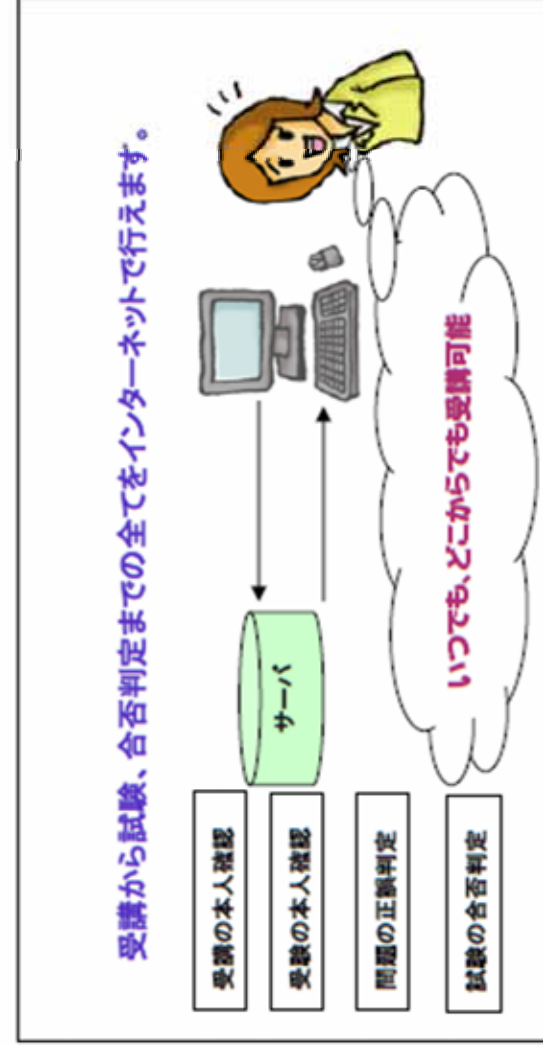 受講から試験、合否判定までの全てをインターネットで行えます。
受講の本人確認
受験の本人確認
問題の正誤判定
試験の合否判定
サーバ
いつでも、どこからでも受講可能